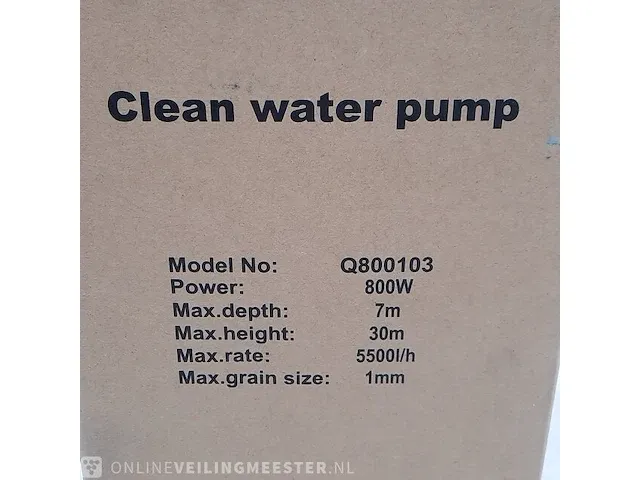 Clean water pump
Model No: Q800103
Power: 800W
Max.depth: 7m
Max.height: 30m
Max.rate: 5500l/h
Max.grain size: 1mm
ONLINEVEILINGMEESTER.NL